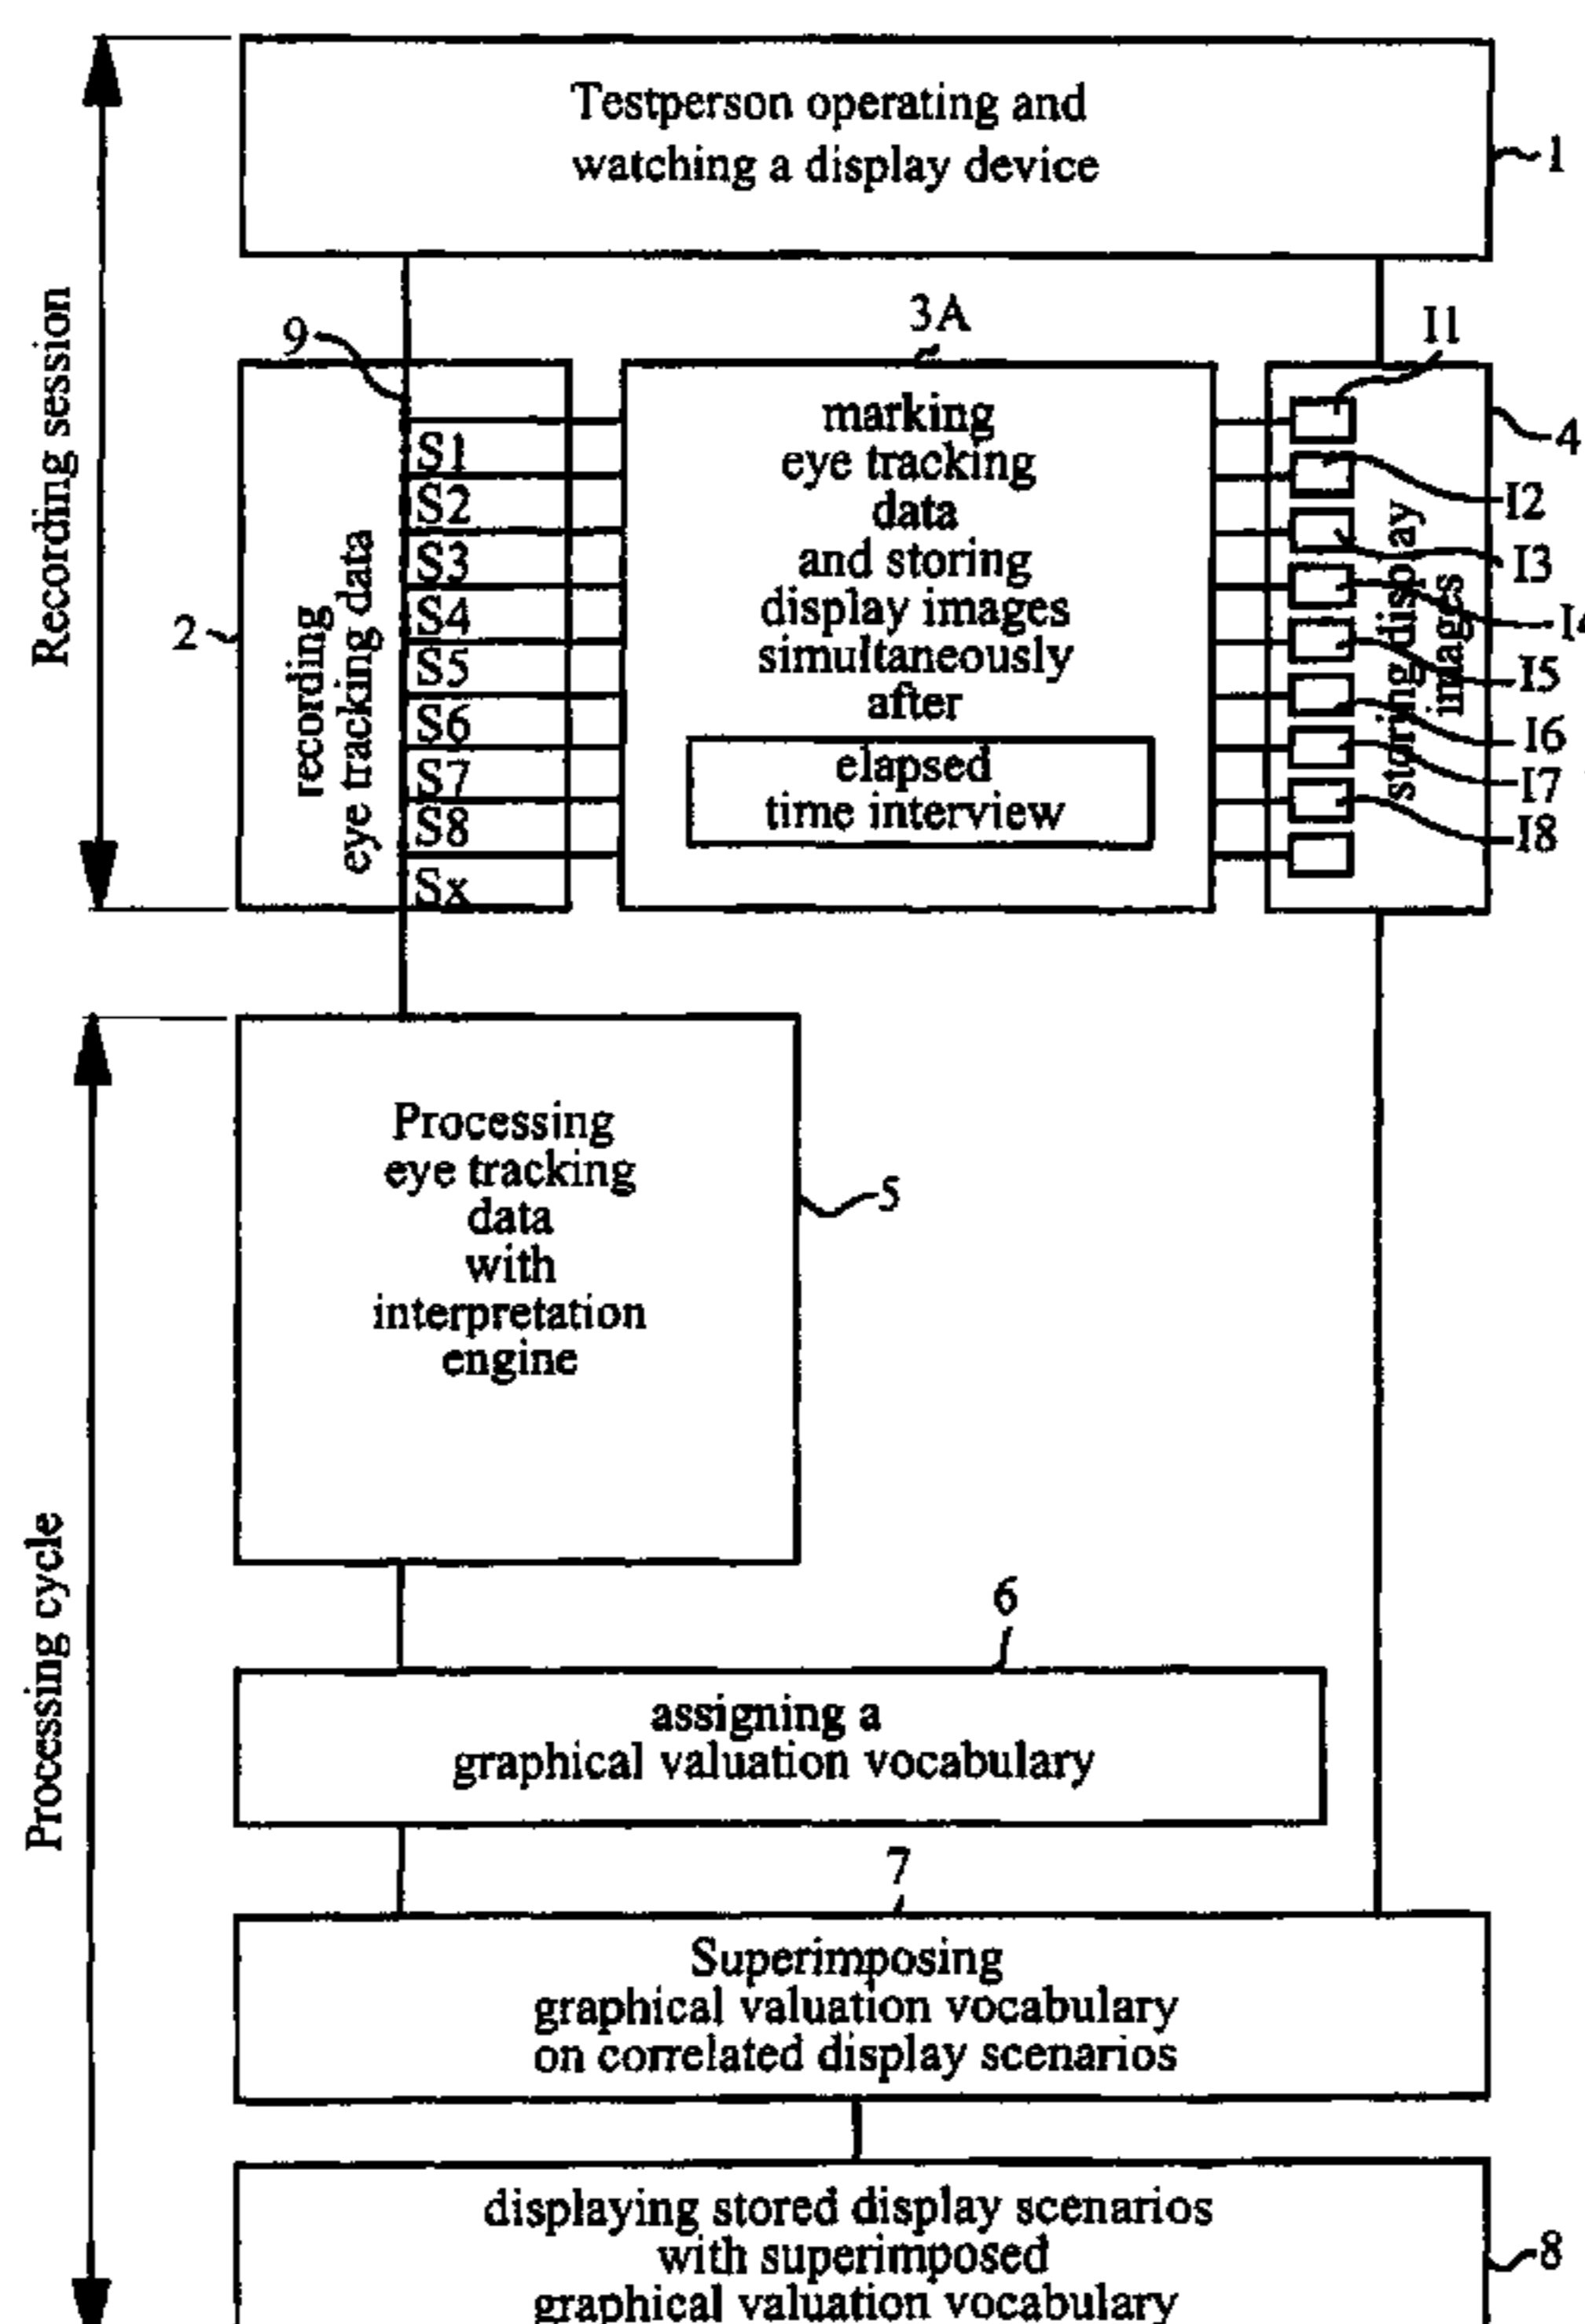 Testperson operating and
watching a display device
1
Recording session
9
3A
I1
2
recording
eye tracking data
S1
S2
S3
S4
S5
S6
S7
S8
Sx
marking
eye tracking
data
and storing
display images
simultaneously
after
elapsed
time interview
storing display
images
4
I2
I3
I4
I5
I6
I7
I8
Processing cycle
Processing
eye tracking
data
with
interpretation
engine
5
6
assigning a
graphical valuation vocabulary
7
Superimposing
graphical valuation vocabulary
on correlated display scenarios
displaying stored display scenarios
with superimposed
graphical valuation vocabulary
8